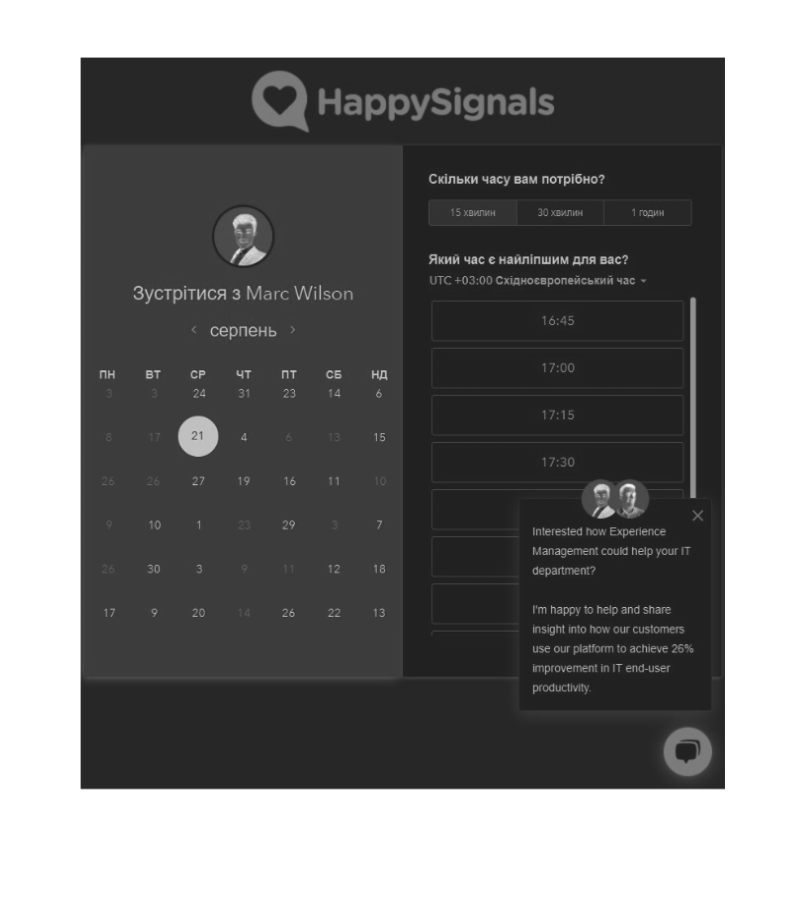 HappySignals
Зустрітися з Marc Wilson
серпень
ПН ВТ СР ЧТ ПТ СБ НД
3 3 24 31 23 14 6
8 17 21 4 6 13 15
26 26 27 19 16 11 10
9 10 1 23 29 3 7
26 30 3 9 11 12 18
17 9 20 14 26 22 13
Скільки часу вам потрібно?
15 хвилин 30 хвилин 1 годин
Який час є найліпшим для вас?
UTC +03:00 Східноєвропейський час
16:45
17:00
17:15
17:30
Interested how Experience
Management could help your IT
department?
I'm happy to help and share
insight into how our customers
use our platform to achieve 26%
improvement in IT end-user
productivity.